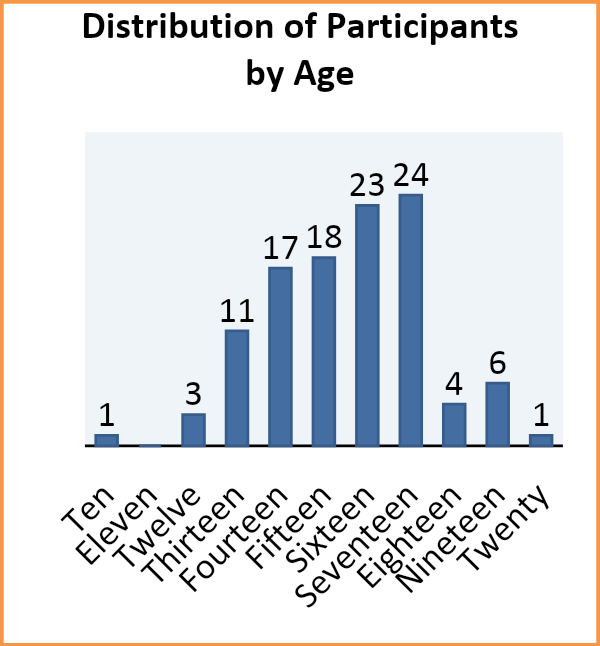 Distribution of Participants
by Age
1
3
11
17
18
23
24
4
6
1
Ten
Eleven
Twelve
Thirteen
Fourteen
Fifteen
Sixteen
Seventeen
Eighteen
Nineteen
Twenty